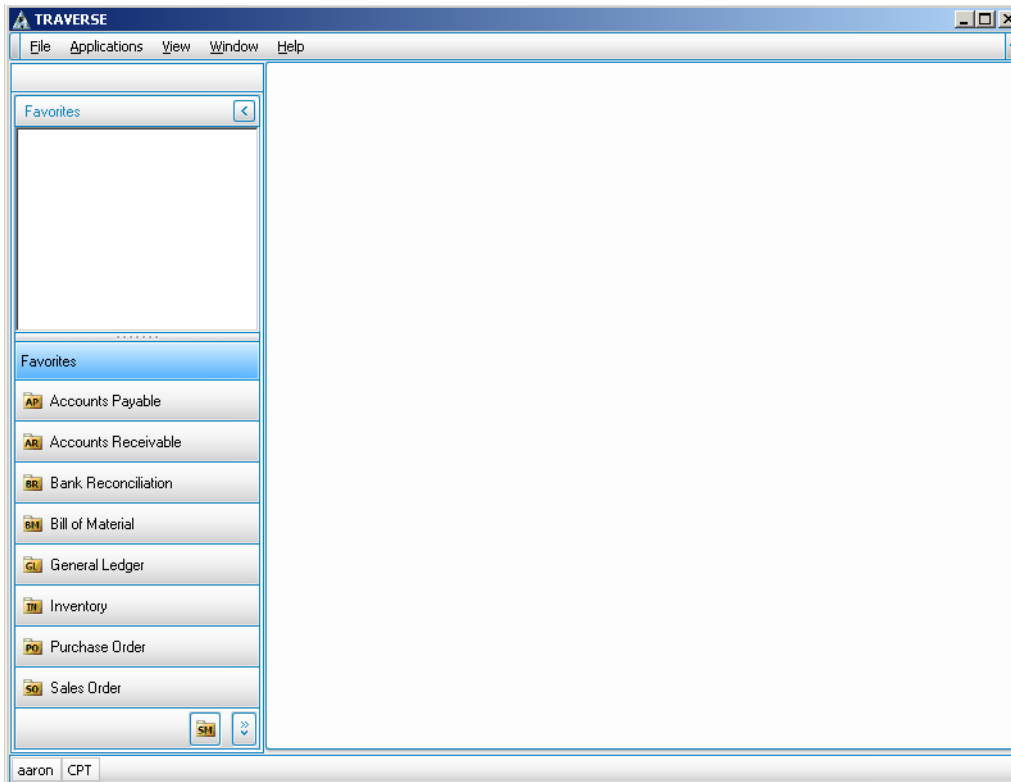 TRAVERSE
File Applications View Window Help
Favorites
Favorites
AP Accounts Payable
AR Accounts Receivable
BR Bank Reconciliation
BM Bill of Material
GL General Ledger
IN Inventory
PO Purchase Order
SO Sales Order
SM
aaron CPT